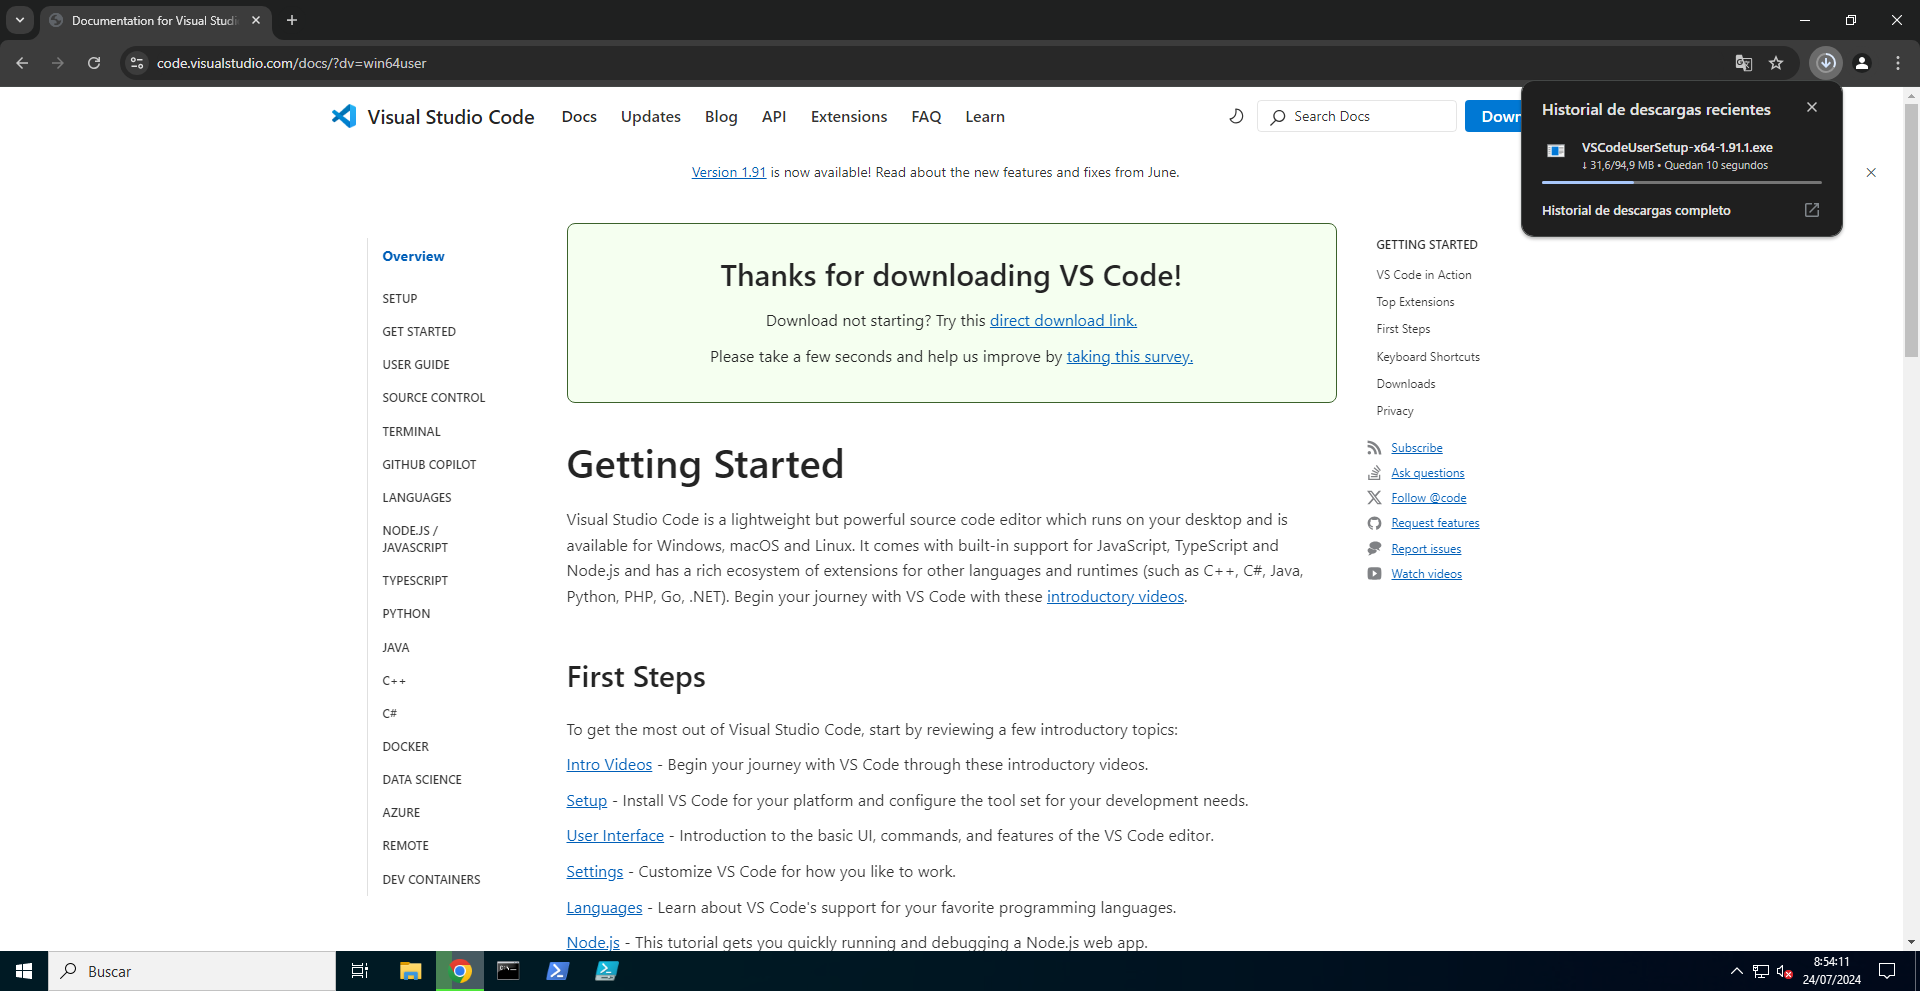 Documentation for Visual Studi
code.visualstudio.com/docs/?dv=win64user
Visual Studio Code
Docs
Updates
Blog
API
Extensions
FAQ
Learn
Search Docs
Down
Historial de descargas recientes
VSCodeUserSetup-x64-1.91.1.exe
↓ 31,6/94,9 MB • Quedan 10 segundos
Historial de descargas completo
Version 1.91 is now available! Read about the new features and fixes from June.
Overview
SETUP
GET STARTED
USER GUIDE
SOURCE CONTROL
TERMINAL
GITHUB COPILOT
LANGUAGES
NODE.JS /
JAVASCRIPT
TYPESCRIPT
PYTHON
JAVA
C++
C#
DOCKER
DATA SCIENCE
AZURE
REMOTE
DEV CONTAINERS
Thanks for downloading VS Code!
Download not starting? Try this direct download link.
Please take a few seconds and help us improve by taking this survey.
Getting Started
Visual Studio Code is a lightweight but powerful source code editor which runs on your desktop and is
available for Windows, macOS and Linux. It comes with built-in support for JavaScript, TypeScript and
Node.js and has a rich ecosystem of extensions for other languages and runtimes (such as C++, C#, Java,
Python, PHP, Go, .NET). Begin your journey with VS Code with these introductory videos.
First Steps
To get the most out of Visual Studio Code, start by reviewing a few introductory topics:
Intro Videos - Begin your journey with VS Code through these introductory videos.
Setup - Install VS Code for your platform and configure the tool set for your development needs.
User Interface - Introduction to the basic UI, commands, and features of the VS Code editor.
Settings - Customize VS Code for how you like to work.
Languages - Learn about VS Code's support for your favorite programming languages.
Node.js - This tutorial gets you quickly running and debugging a Node.js web app.
GETTING STARTED
VS Code in Action
Top Extensions
First Steps
Keyboard Shortcuts
Downloads
Privacy
Subscribe
Ask questions
Follow @code
Request features
Report issues
Watch videos
Buscar
8:54:11
24/07/2024